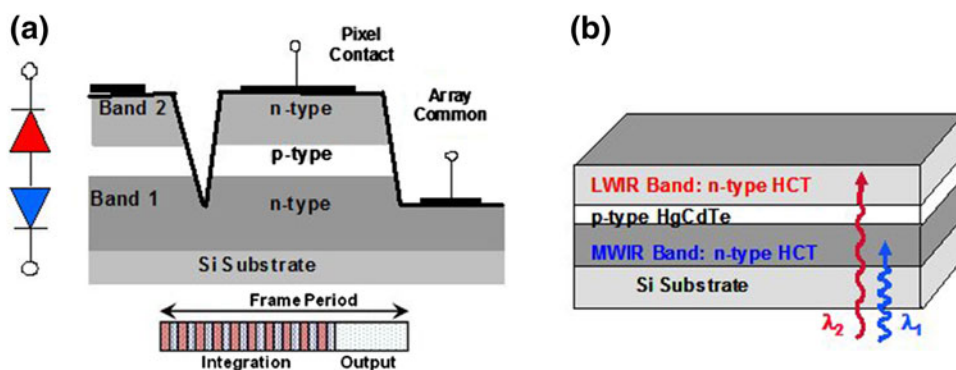 (a)
Pixel
Contact
Array
Common
Band 2
n-type
p-type
Band 1
n-type
Si Substrate
Frame Period
Integration
Output
(b)
LWIR Band: n-type HCT
p-type HgCdTe
MWIR Band: n-type HCT
Si Substrate
λ2
λ1